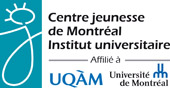 Centre jeunesse
de Montréal
Institut universitaire
Affilié à
UQÀM
Université
de Montréal